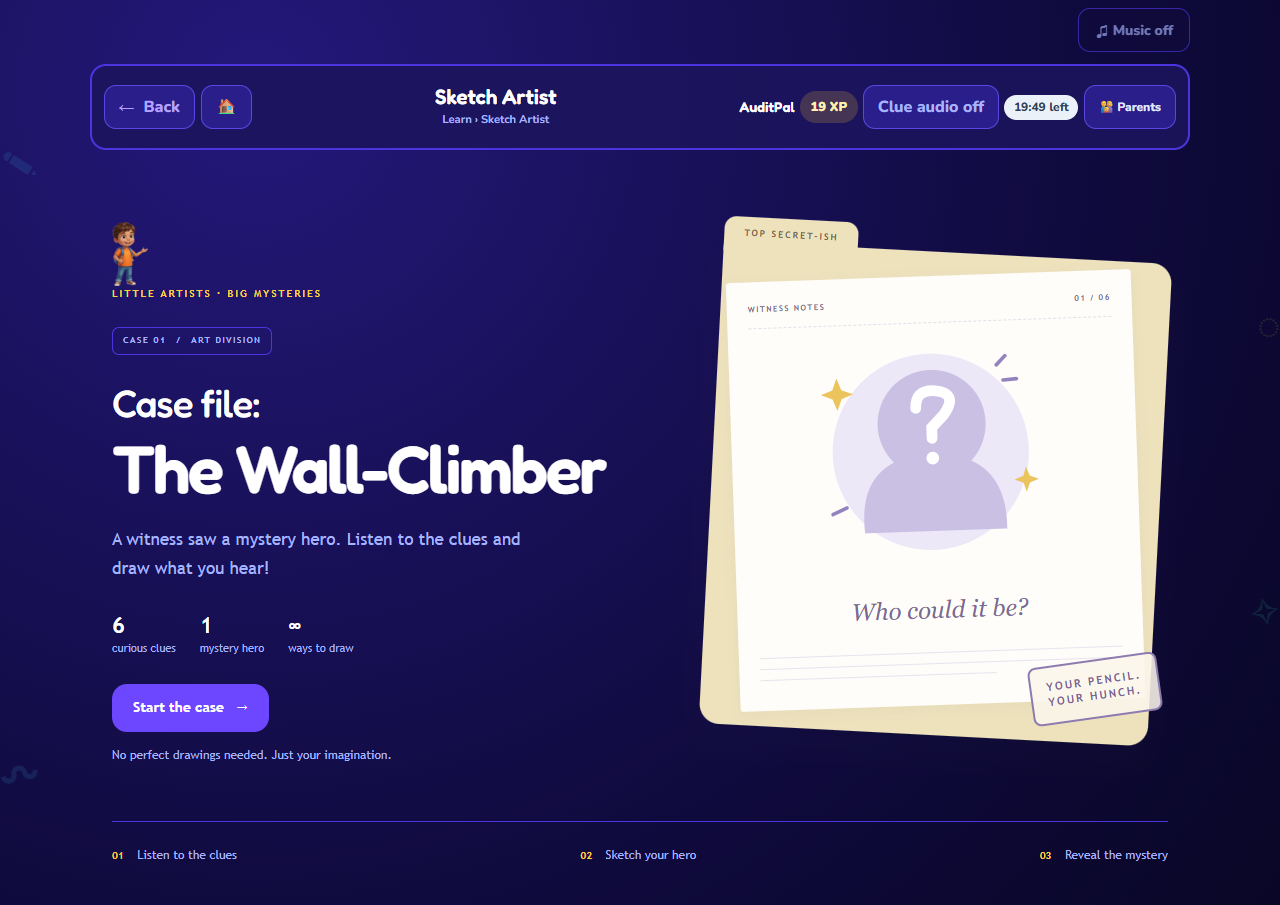 ♫ Music off
← Back
Sketch Artist
Learn › Sketch Artist
AuditPal
19 XP
Clue audio off
19:49 left
Parents
LITTLE ARTISTS · BIG MYSTERIES
CASE 01 / ART DIVISION
Case file:
The Wall-Climber
A witness saw a mystery hero. Listen to the clues and
draw what you hear!
6
curious clues
1
mystery hero
∞
ways to draw
Start the case →
No perfect drawings needed. Just your imagination.
TOP SECRET-ISH
WITNESS NOTES
01 / 06
?
Who could it be?
YOUR PENCIL.
YOUR HUNCH.
01 Listen to the clues
02 Sketch your hero
03 Reveal the mystery